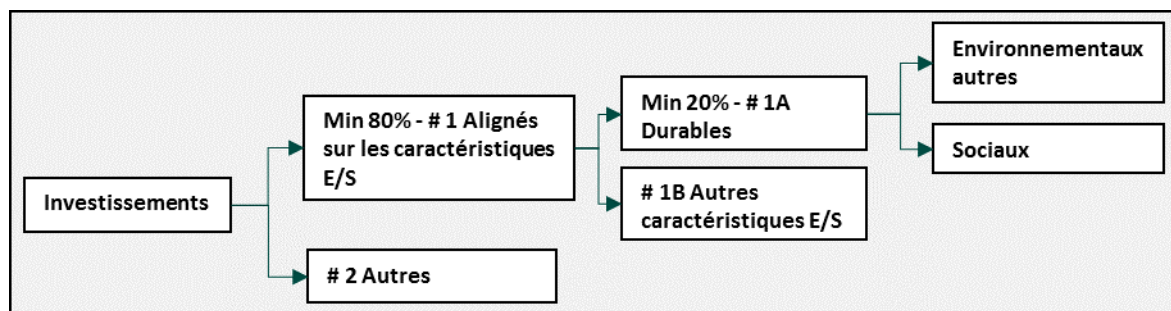 Investissements
Min 80% - # 1 Alignés
sur les caractéristiques
E/S
# 2 Autres
Min 20% - # 1A
Durables
# 1B Autres
caractéristiques E/S
Environnementaux
autres
Sociaux